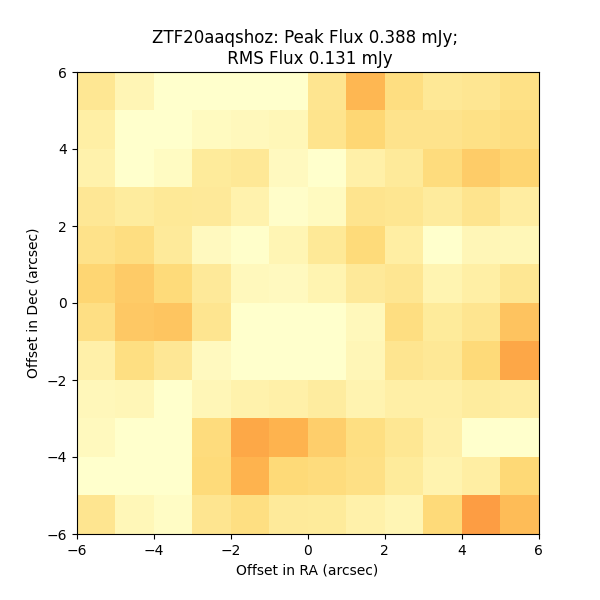 ZTF20aaqshoz: Peak Flux 0.388 mJy;
RMS Flux 0.131 mJy
6
4
2
0
−2
−4
−6
Offset in Dec (arcsec)
−6 −4 −2 0 2 4 6
Offset in RA (arcsec)